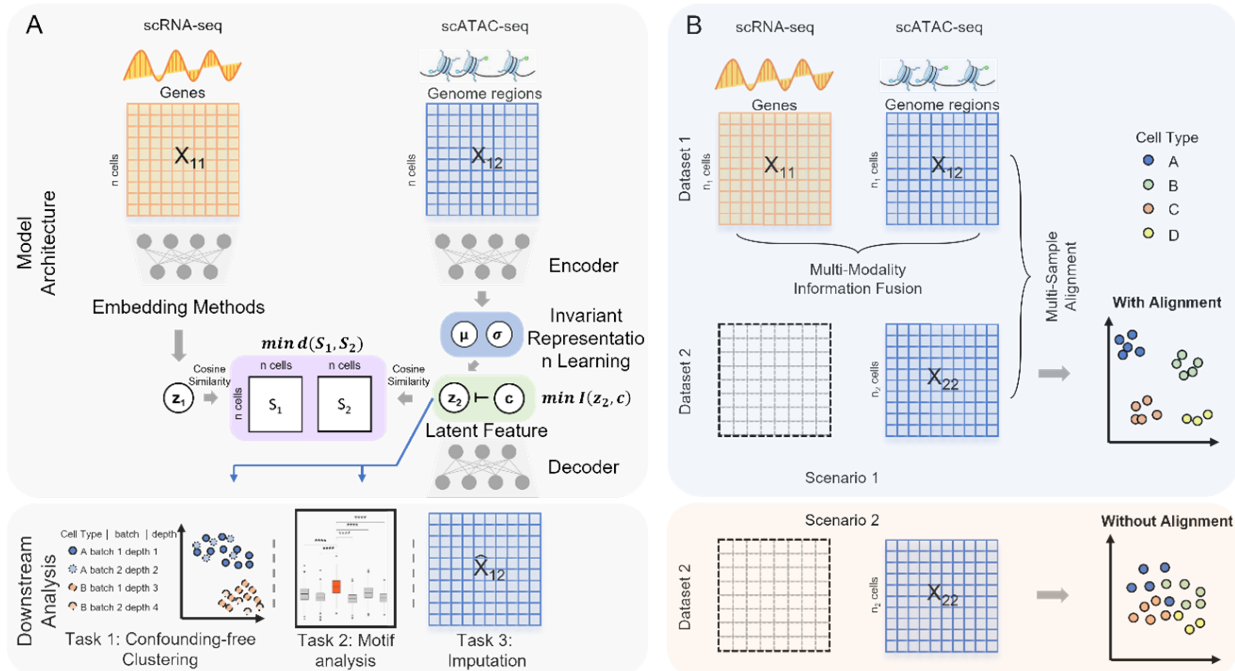 A
scRNA-seq
scATAC-seq
Genes
Genome regions
n cells
X11
n cells
X12
Model
Architecture
Encoder
Embedding Methods
Invariant
Representatio
n Learning
μ
σ
min d(S1, S2)
Cosine
Similarity
n cells
n cells
Cosine
Similarity
z1
n cells
S1
S2
z2
c
min I(z2, c)
Latent Feature
Decoder
Downstream
Analysis
Cell Type | batch | depth
A batch 1 depth 1
A batch 2 depth 2
B batch 1 depth 3
B batch 2 depth 4
X̂12
Task 1: Confounding-free
Clustering
Task 2: Motif
analysis
Task 3:
Imputation
B
scRNA-seq
scATAC-seq
Genes
Genome regions
Dataset 1
n1 cells
X11
n1 cells
X12
Cell Type
A
B
C
D
Multi-Modality
Information Fusion
Multi-Sample
Alignment
Dataset 2
n2 cells
X22
With Alignment
Scenario 1
Scenario 2
Without Alignment
Dataset 2
n2 cells
X22